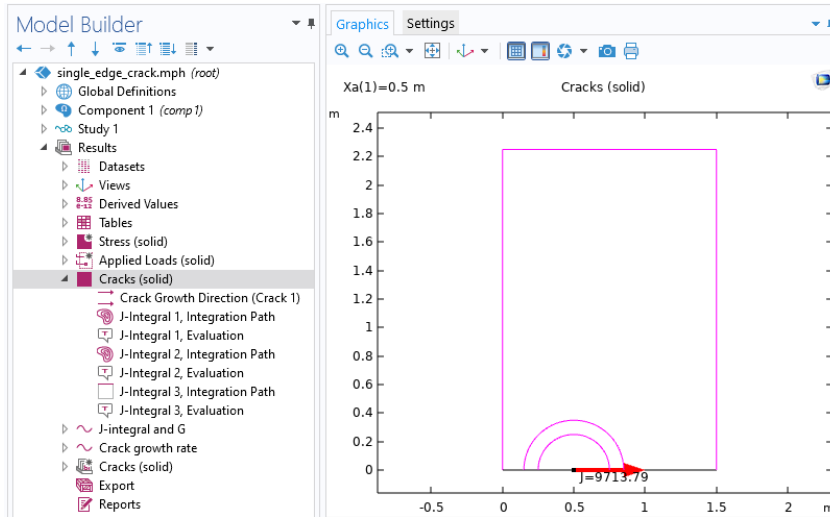 Model Builder
single_edge_crack.mph (root)
Global Definitions
Component 1 (comp1)
Study 1
Results
Datasets
Views
8.85
e-12
Derived Values
Tables
Stress (solid)
Applied Loads (solid)
Cracks (solid)
Crack Growth Direction (Crack 1)
J-Integral 1, Integration Path
J-Integral 1, Evaluation
J-Integral 2, Integration Path
J-Integral 2, Evaluation
J-Integral 3, Integration Path
J-Integral 3, Evaluation
J-integral and G
Crack growth rate
Cracks (solid)
Export
Reports
Graphics Settings
Xa(1)=0.5 m Cracks (solid)
m
2.4
2.2
2
1.8
1.6
1.4
1.2
1
0.8
0.6
0.4
0.2
0
J=9713.79
-0.5 0 0.5 1 1.5 2 m